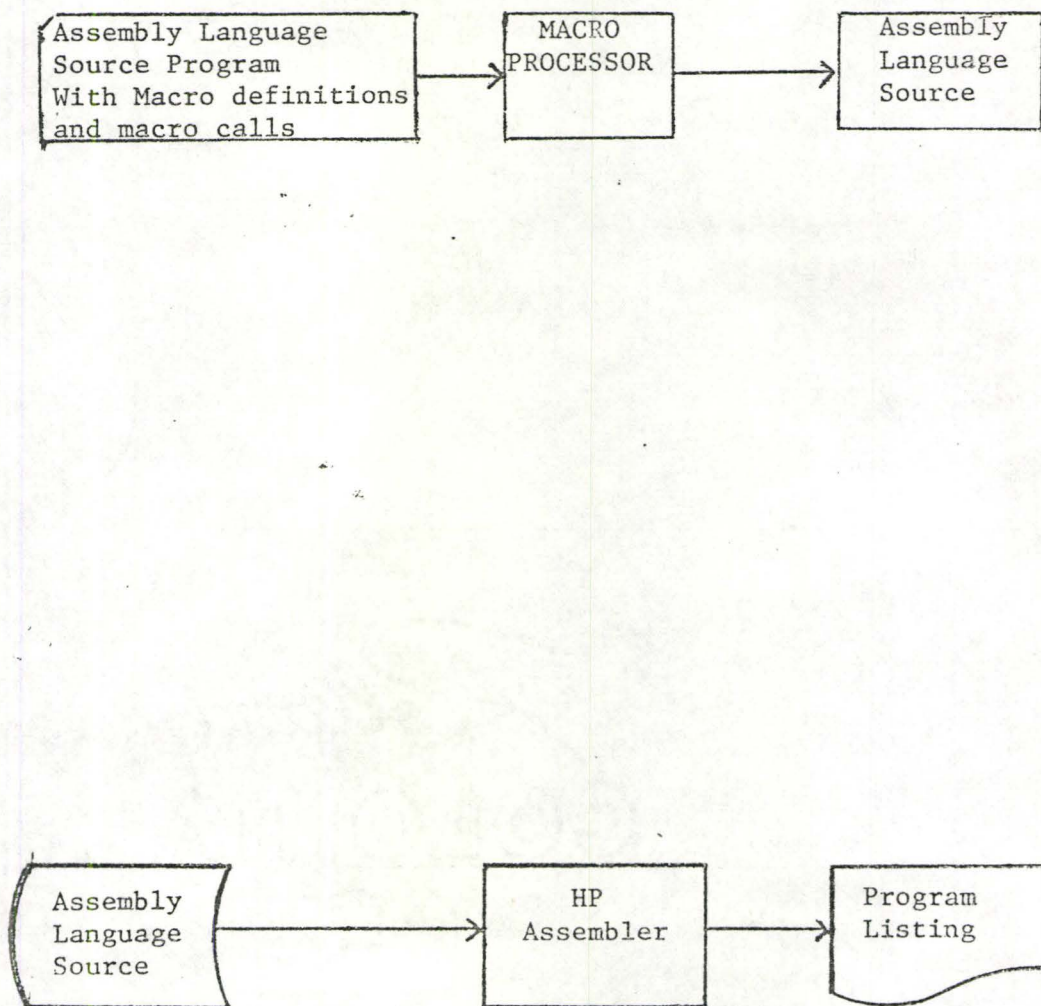 Assembly Language
Source Program
With Macro definitions
and macro calls
MACRO
PROCESSOR
Assembly
Language
Source
Assembly
Language
Source
HP
Assembler
Program
Listing